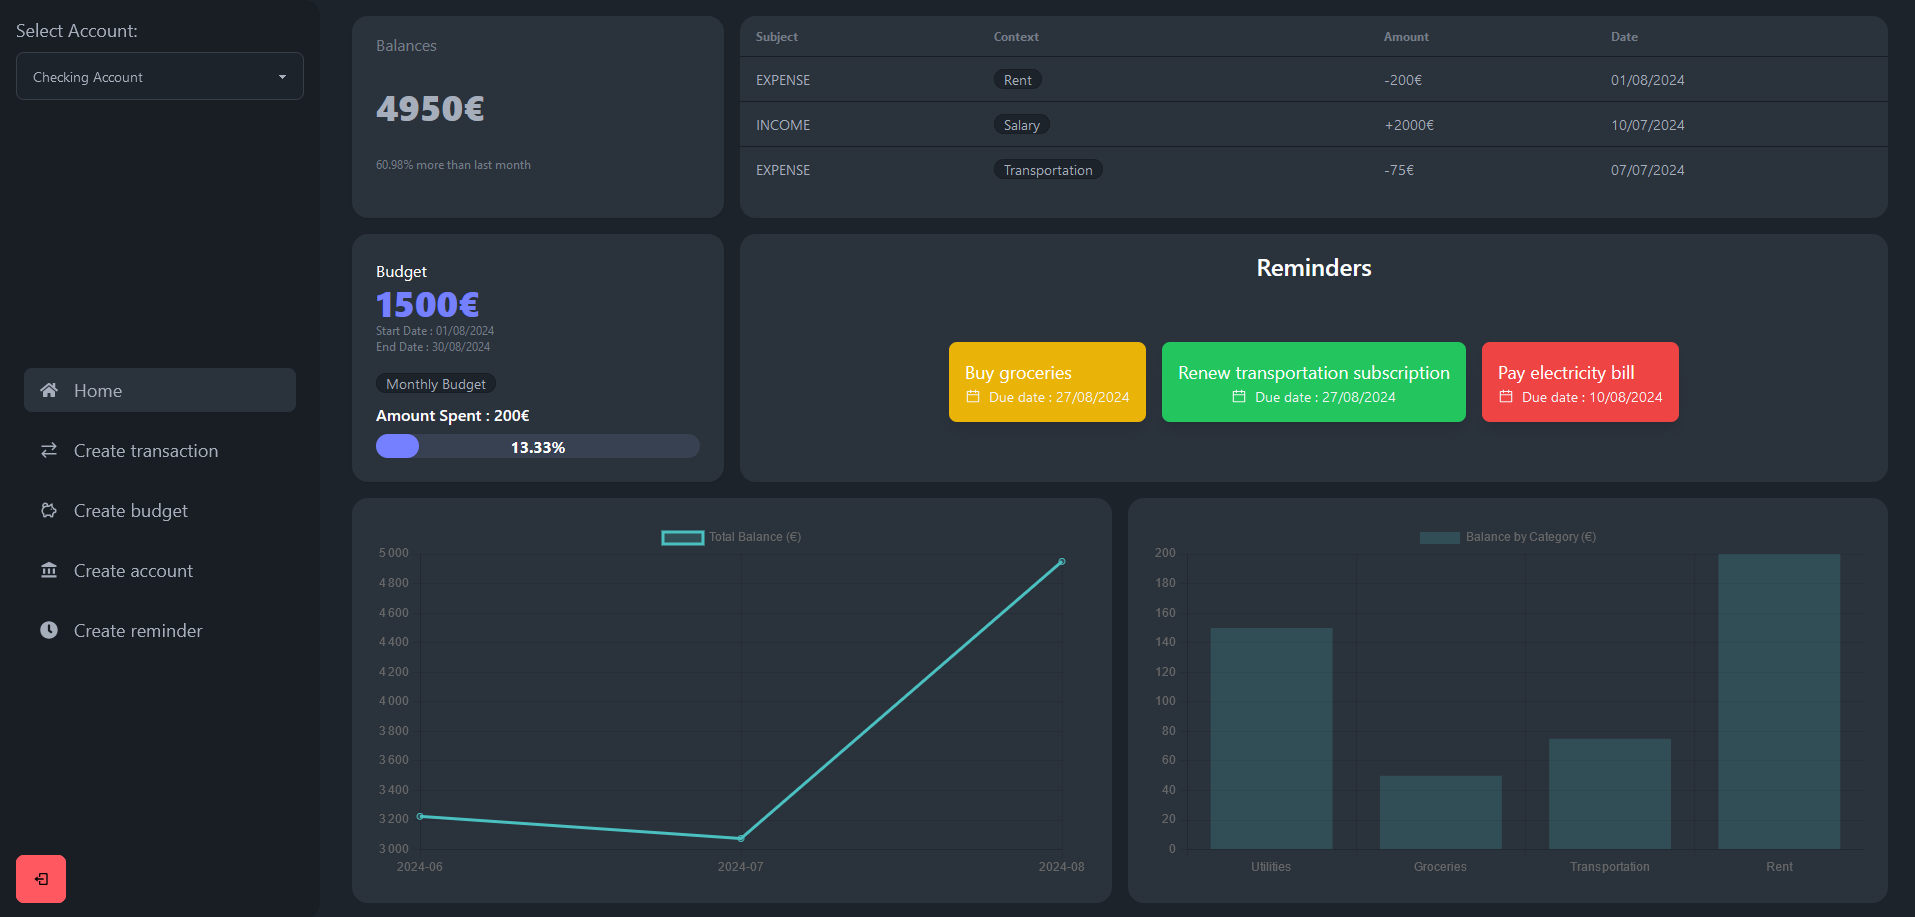 Select Account:
Checking Account
Home
Create transaction
Create budget
Create account
Create reminder
Balances
4950€
60.98% more than last month
Subject Context Amount Date
EXPENSE Rent -200€ 01/08/2024
INCOME Salary +2000€ 10/07/2024
EXPENSE Transportation -75€ 07/07/2024
Budget
1500€
Start Date : 01/08/2024
End Date : 30/08/2024
Monthly Budget
Amount Spent : 200€
13.33%
Reminders
Buy groceries
Due date : 27/08/2024
Renew transportation subscription
Due date : 27/08/2024
Pay electricity bill
Due date : 10/08/2024
Total Balance (€)
5 000
4 800
4 600
4 400
4 200
4 000
3 800
3 600
3 400
3 200
3 000
2024-06 2024-07 2024-08
Balance by Category (€)
200
180
160
140
120
100
80
60
40
20
0
Utilities Groceries Transportation Rent